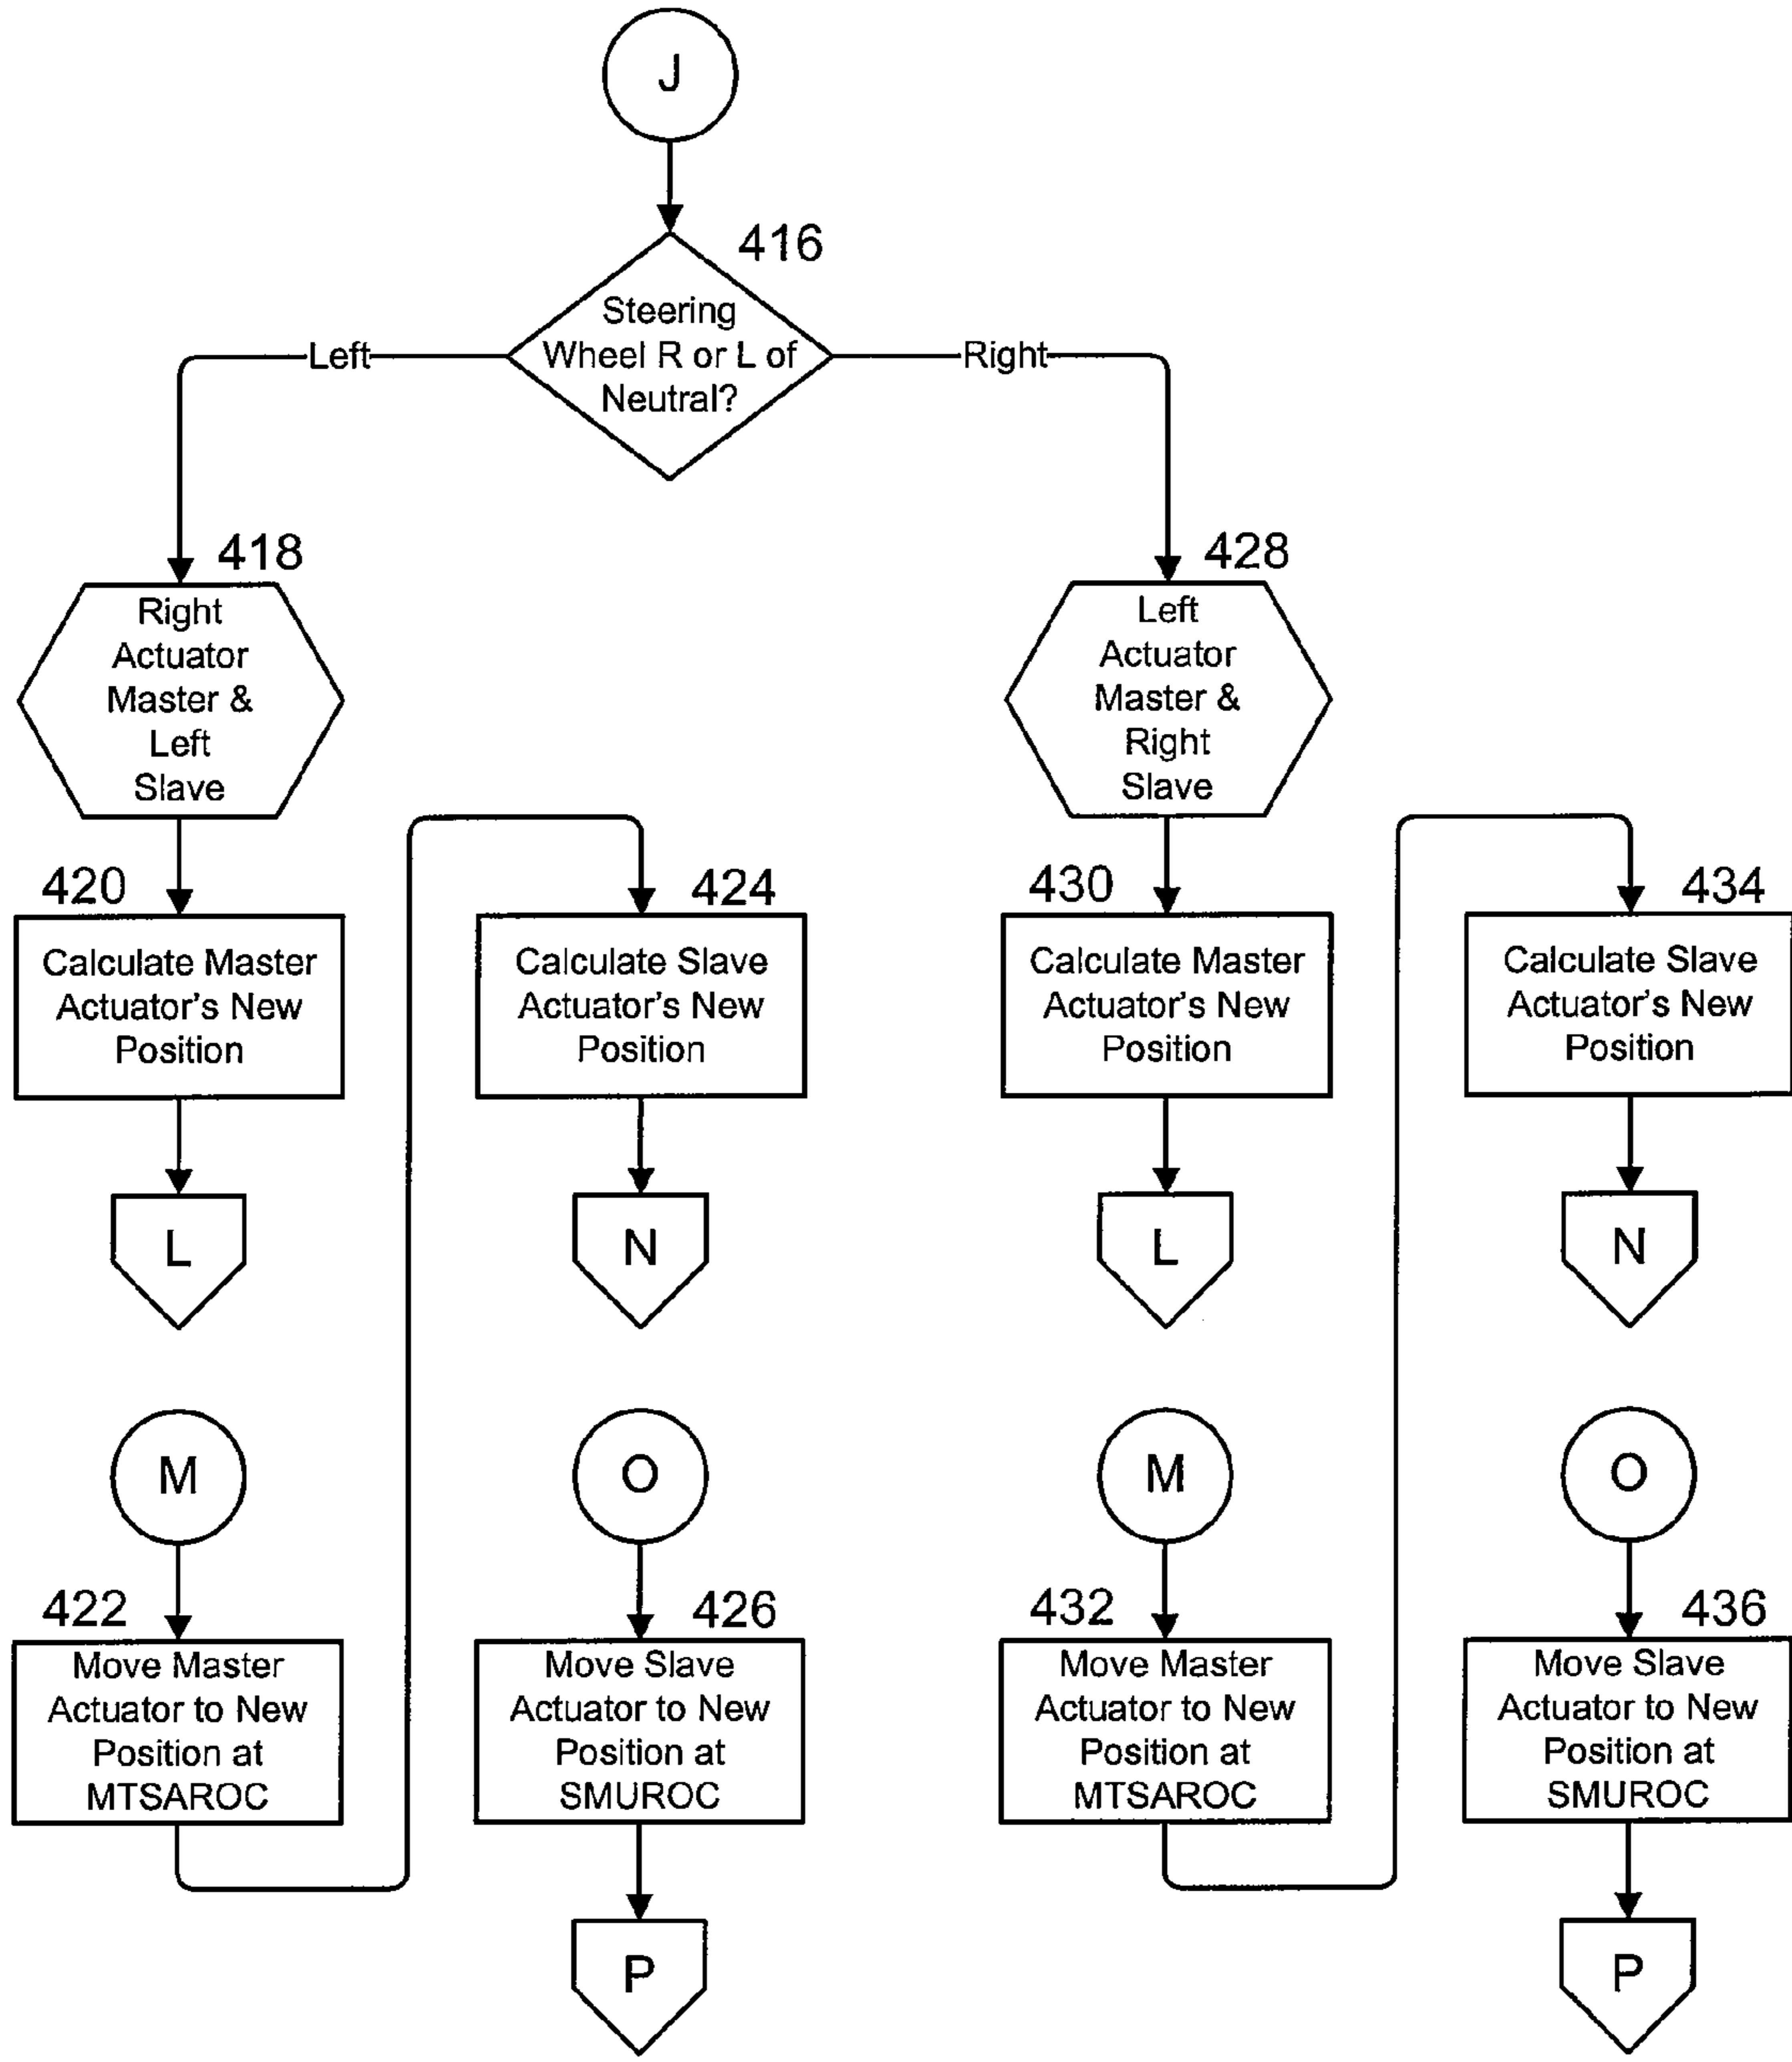 J
416
Steering
Wheel R or L of
Neutral?
Left
Right
418
Right
Actuator
Master &
Left
Slave
428
Left
Actuator
Master &
Right
Slave
420
Calculate Master
Actuator's New
Position
424
Calculate Slave
Actuator's New
Position
430
Calculate Master
Actuator's New
Position
434
Calculate Slave
Actuator's New
Position
L
N
L
N
M
O
M
O
422
Move Master
Actuator to New
Position at
MTSAROC
426
Move Slave
Actuator to New
Position at
SMUROC
432
Move Master
Actuator to New
Position at
MTSAROC
436
Move Slave
Actuator to New
Position at
SMUROC
P
P